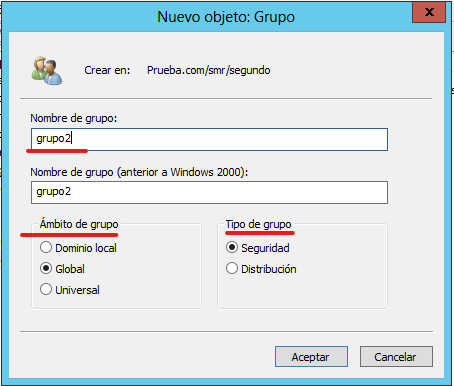 Nuevo objeto: Grupo
x
Crear en: Prueba.com/smr/segundo
Nombre de grupo:
grupo2
Nombre de grupo (anterior a Windows 2000):
grupo2
Ámbito de grupo
Dominio local
Global
Universal
Tipo de grupo
Seguridad
Distribución
Aceptar
Cancelar